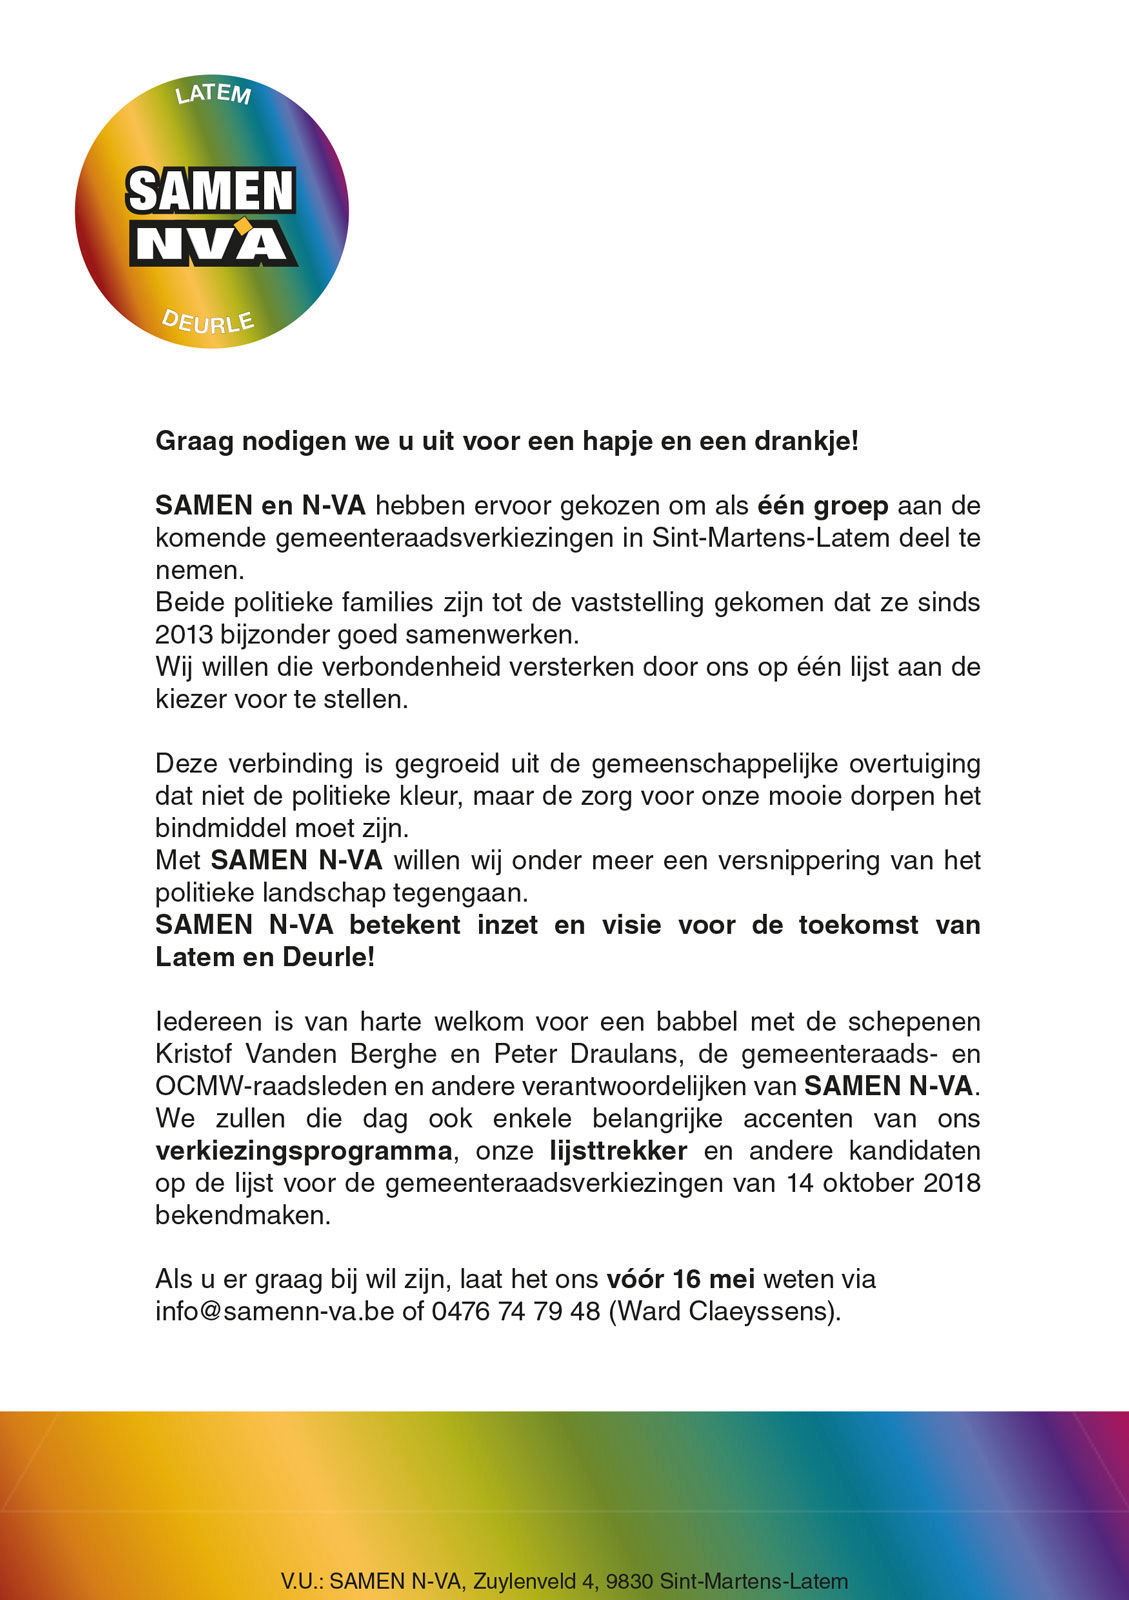 LATEM
SAMEN
N-VA
DEURLE
Graag nodigen we u uit voor een hapje en een drankje!
SAMEN en N-VA hebben ervoor gekozen om als één groep aan de
komende gemeenteraadsverkiezingen in Sint-Martens-Latem deel te
nemen.
Beide politieke families zijn tot de vaststelling gekomen dat ze sinds
2013 bijzonder goed samenwerken.
Wij willen die verbondenheid versterken door ons op één lijst aan de
kiezer voor te stellen.
Deze verbinding is gegroeid uit de gemeenschappelijke overtuiging
dat niet de politieke kleur, maar de zorg voor onze mooie dorpen het
bindmiddel moet zijn.
Met SAMEN N-VA willen wij onder meer een versnippering van het
politieke landschap tegengaan.
SAMEN N-VA betekent inzet en visie voor de toekomst van
Latem en Deurle!
Iedereen is van harte welkom voor een babbel met de schepenen
Kristof Vanden Berghe en Peter Draulans, de gemeenteraads- en
OCMW-raadsleden en andere verantwoordelijken van SAMEN N-VA.
We zullen die dag ook enkele belangrijke accenten van ons
verkiezingsprogramma, onze lijsttrekker en andere kandidaten
op de lijst voor de gemeenteraadsverkiezingen van 14 oktober 2018
bekendmaken.
Als u er graag bij wil zijn, laat het ons vóór 16 mei weten via
info@samenn-va.be of 0476 74 79 48 (Ward Claeyssens).
V.U.: SAMEN N-VA, Zuylenveld 4, 9830 Sint-Martens-Latem